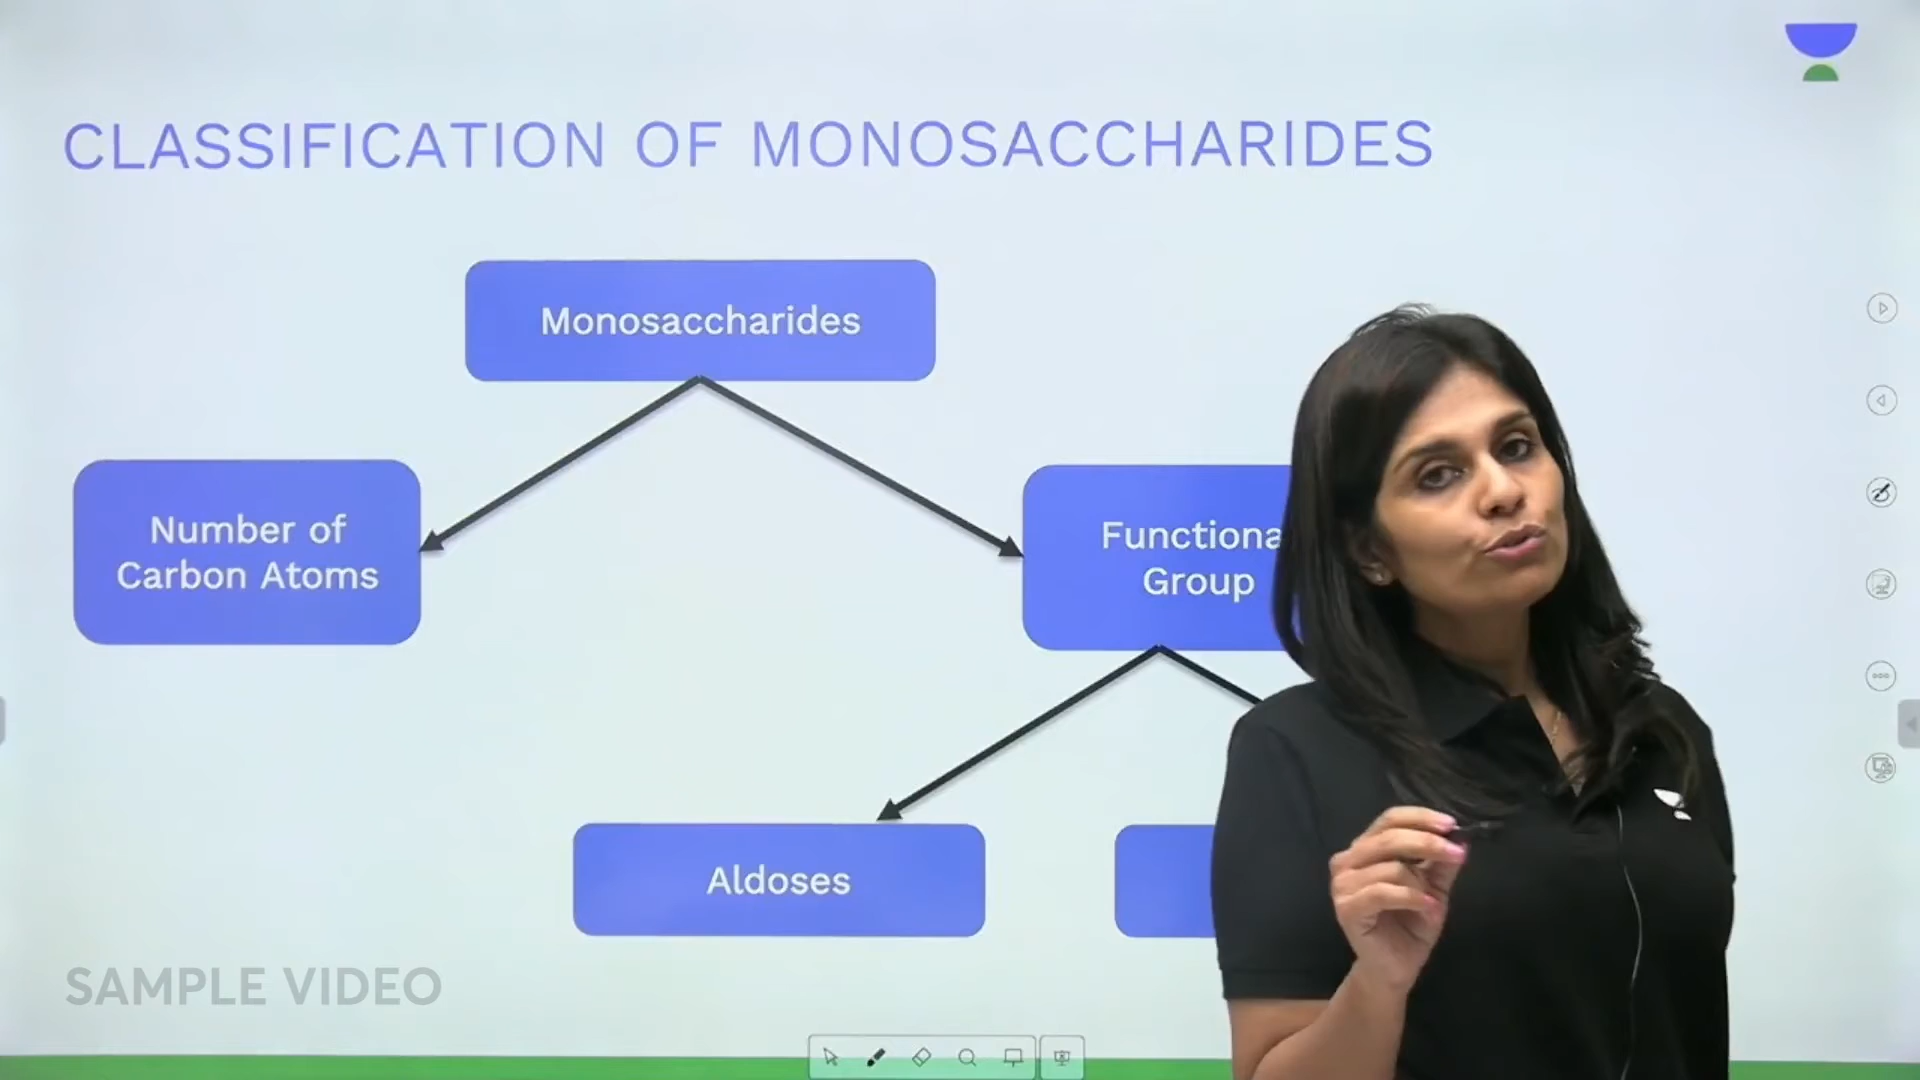 CLASSIFICATION OF MONOSACCHARIDES
Monosaccharides
Number of
Carbon Atoms
Functiona
Group
Aldoses
SAMPLE VIDEO